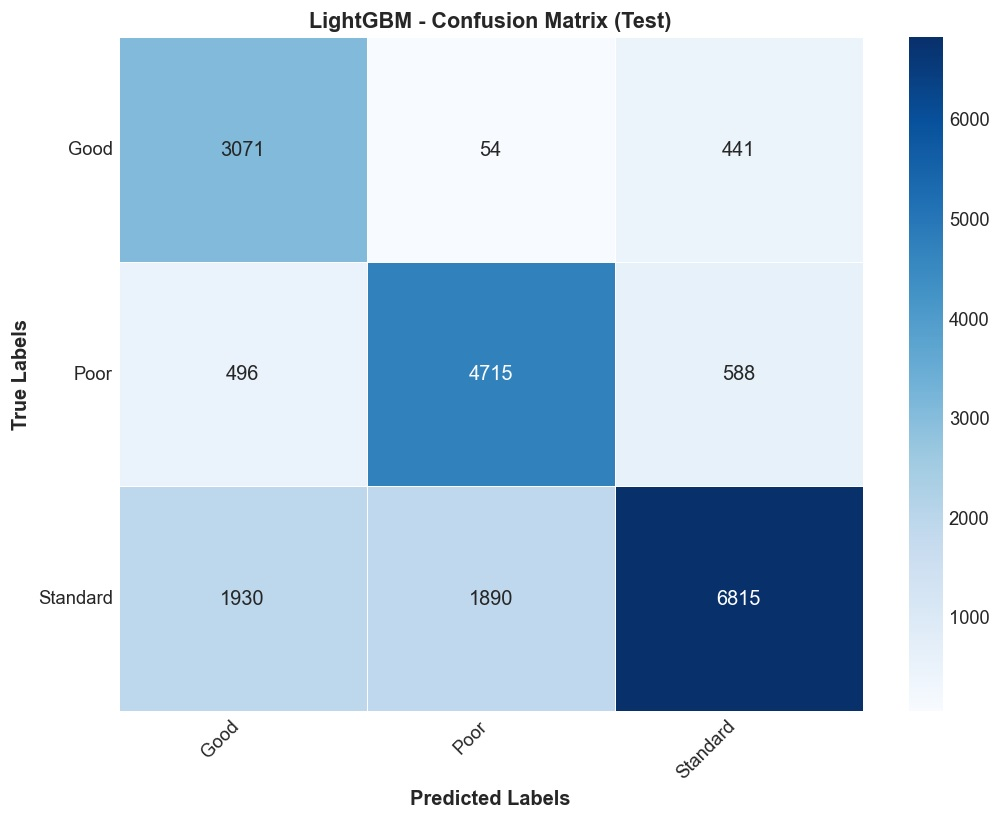 LightGBM - Confusion Matrix (Test)
True Labels
Good
3071
54
441
Poor
496
4715
588
Standard
1930
1890
6815
Good
Poor
Standard
Predicted Labels
6000
5000
4000
3000
2000
1000